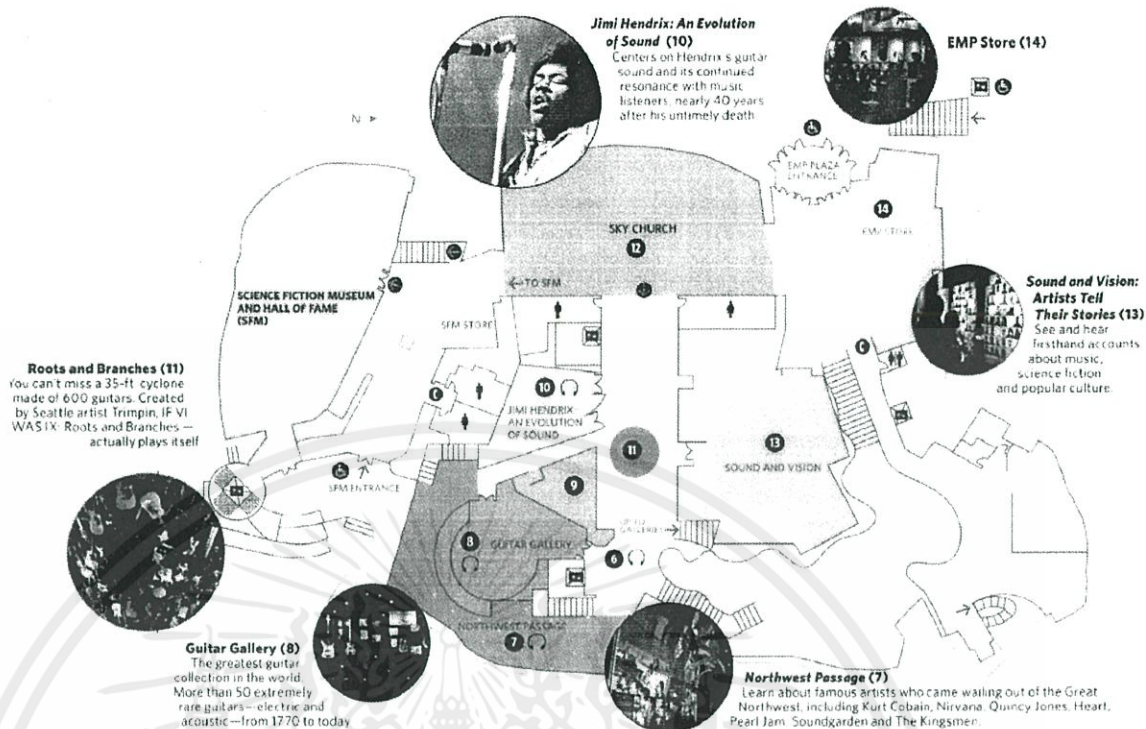 Jimi Hendrix: An Evolution
of Sound (10)
Centers on Hendrix's guitar
sound and its continued
resonance with music
listeners, nearly 40 years
after his untimely death
EMP Store (14)
N
EMP PLAZA
ENTRANCE
14
EMP STORE
SKY CHURCH
12
TO SFM
SCIENCE FICTION MUSEUM
AND HALL OF FAME
(SFM)
SFM STORE
Sound and Vision:
Artists Tell
Their Stories (13)
See and hear
firsthand accounts
about music,
science fiction
and popular culture.
Roots and Branches (11)
You can't miss a 35-ft cyclone
made of 600 guitars. Created
by Seattle artist Trimpin, IF VI
WAS IX: Roots and Branches —
actually plays itself
10
JIMI HENDRIX:
AN EVOLUTION
OF SOUND
11
13
SOUND AND VISION
SFM ENTRANCE
9
GALLERIES
8
GUITAR GALLERY
6
NORTHWEST PASSAGE
7
Guitar Gallery (8)
The greatest guitar
collection in the world.
More than 50 extremely
rare guitars—electric and
acoustic—from 1770 to today
Northwest Passage (7)
Learn about famous artists who came wailing out of the Great
Northwest, including Kurt Cobain, Nirvana, Quincy Jones, Heart,
Pearl Jam, Soundgarden and The Kingsmen.